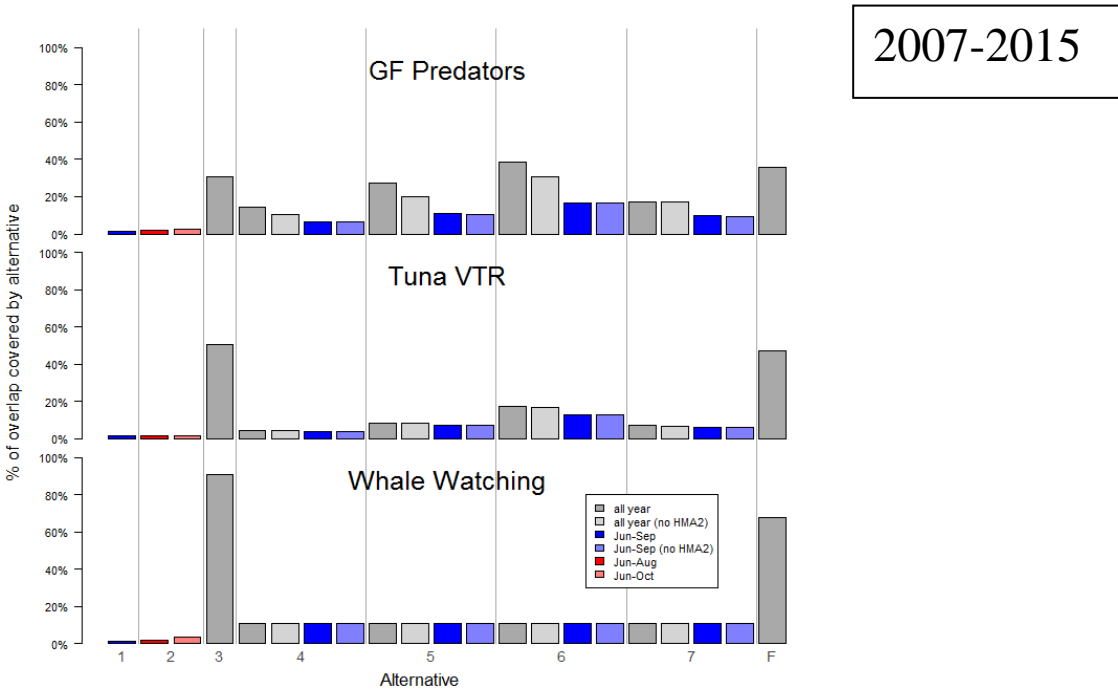 2007-2015
% of overlap covered by alternative
GF Predators
100%
80%
60%
40%
20%
0%
Tuna VTR
100%
80%
60%
40%
20%
0%
Whale Watching
100%
80%
60%
40%
20%
0%
all year
all year (no HMA2)
Jun-Sep
Jun-Sep (no HMA2)
Jun-Aug
Jun-Oct
1 2 3 4 5 6 7 F
Alternative